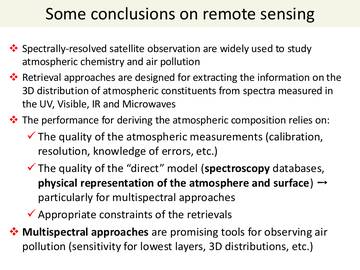 Some conclusions on remote sensing
❖ Spectrally-resolved satellite observation are widely used to study
atmospheric chemistry and air pollution
❖ Retrieval approaches are designed for extracting the information on the
3D distribution of atmospheric constituents from spectra measured in
the UV, Visible, IR and Microwaves
❖ The performance for deriving the atmospheric composition relies on:
✓ The quality of the atmospheric measurements (calibration,
resolution, knowledge of errors, etc.)
✓ The quality of the “direct” model (spectroscopy databases,
physical representation of the atmosphere and surface) ↔
particularly for multispectral approaches
✓ Appropriate constraints of the retrievals
❖ Multispectral approaches are promising tools for observing air
pollution (sensitivity for lowest layers, 3D distributions, etc.)